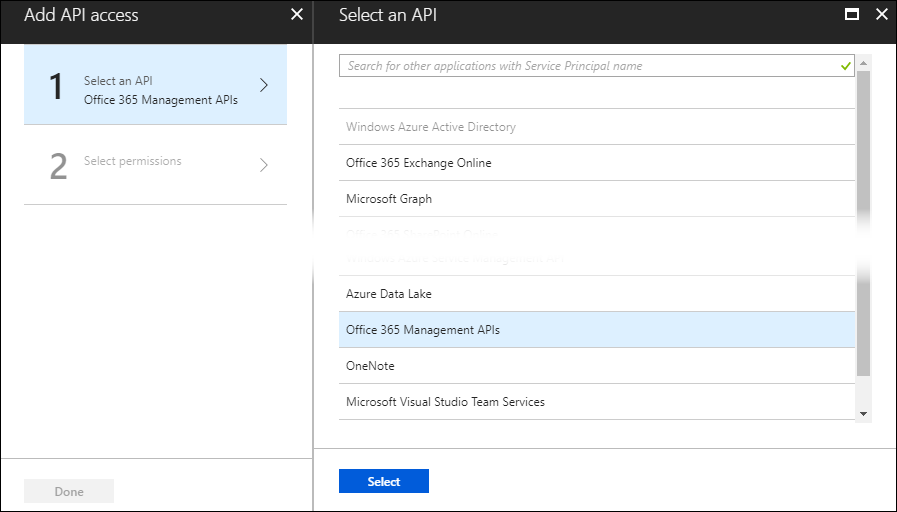 Add API access
Select an API
1
Select an API
Office 365 Management APIs
2
Select permissions
Search for other applications with Service Principal name
Windows Azure Active Directory
Office 365 Exchange Online
Microsoft Graph
Azure Data Lake
Office 365 Management APIs
OneNote
Microsoft Visual Studio Team Services
Done
Select